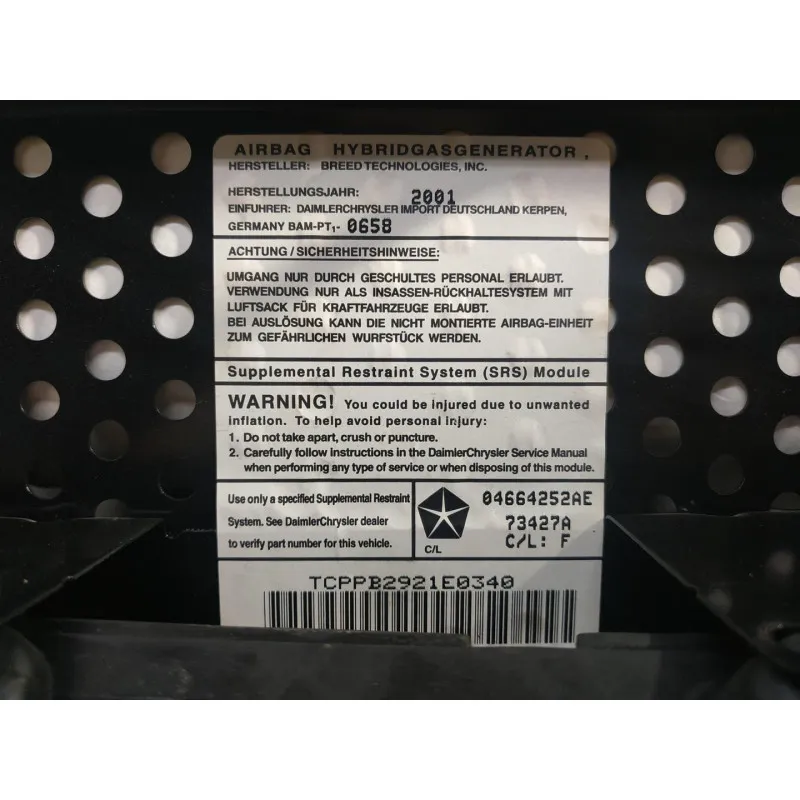 AIRBAG HYBRIDGASGENERATOR,
HERSTELLER: BREED TECHNOLOGIES, INC.
HERSTELLUNGSJAHR: 2001
EINFUHRER: DAIMLERCHRYSLER IMPORT DEUTSCHLAND KERPEN,
GERMANY BAM-PT₁- 0658
ACHTUNG / SICHERHEITSHINWEISE:
UMGANG NUR DURCH GESCHULTES PERSONAL ERLAUBT.
VERWENDUNG NUR ALS INSASSEN-RÜCKHALTESYSTEM MIT
LUFTSACK FÜR KRAFTFAHRZEUGE ERLAUBT.
BEI AUSLÖSUNG KANN DIE NICHT MONTIERTE AIRBAG-EINHEIT
ZUM GEFÄHRLICHEN WURFSTÜCK WERDEN.
Supplemental Restraint System (SRS) Module
WARNING! You could be injured due to unwanted
inflation. To help avoid personal injury:
1. Do not take apart, crush or puncture.
2. Carefully follow instructions in the DaimlerChrysler Service Manual
when performing any type of service or when disposing of this module.
Use only a specified Supplemental Restraint
System. See DaimlerChrysler dealer
to verify part number for this vehicle.
C/L
04664252AE
73427A
C/L: F
TCPPB2921E0340